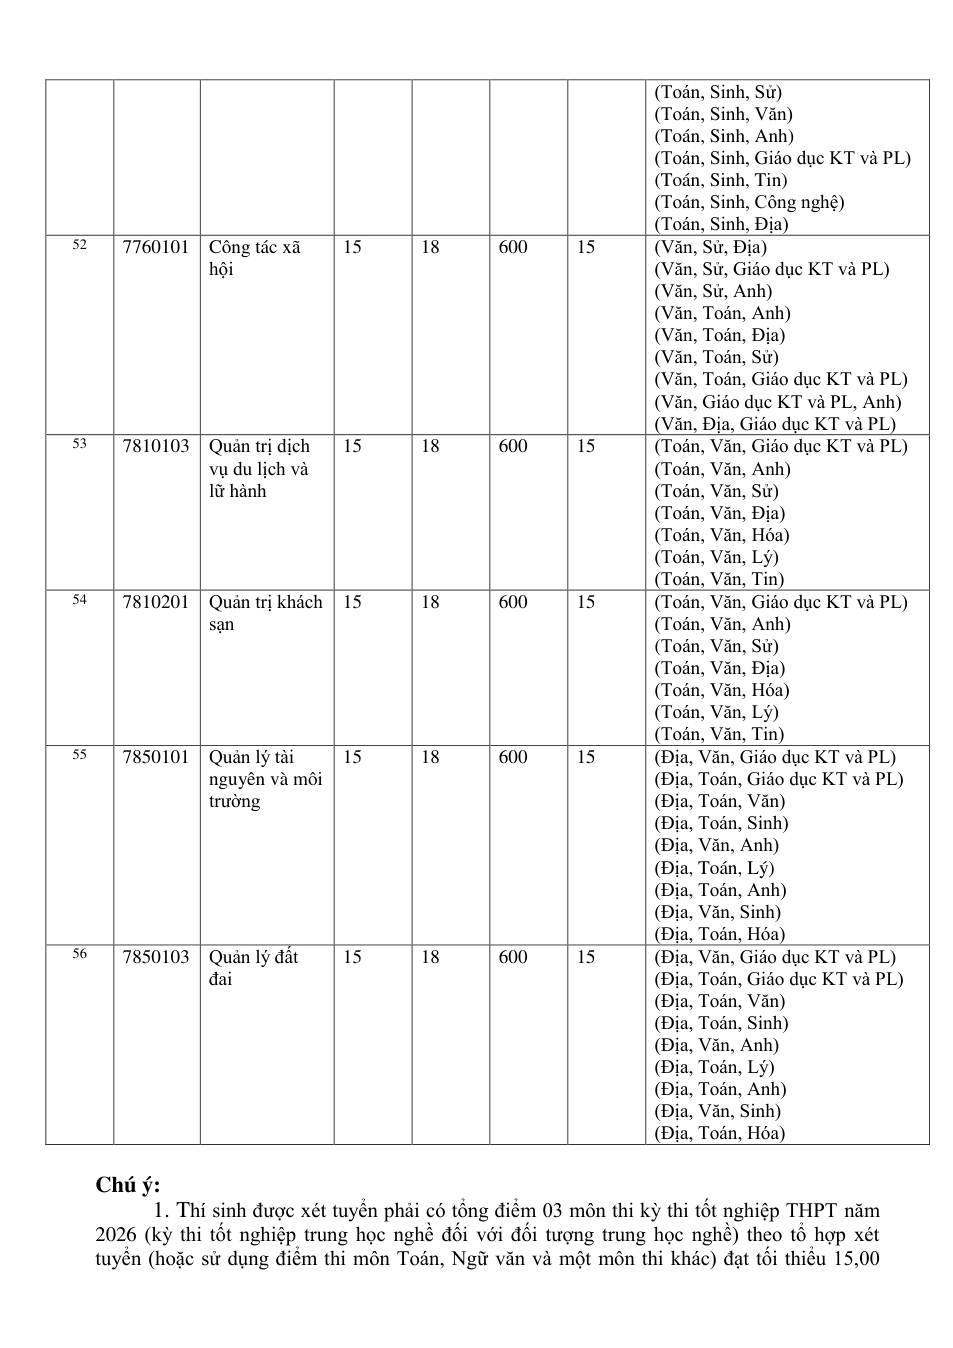 (Toán, Sinh, Sử)
(Toán, Sinh, Văn)
(Toán, Sinh, Anh)
(Toán, Sinh, Giáo dục KT và PL)
(Toán, Sinh, Tin)
(Toán, Sinh, Công nghệ)
(Toán, Sinh, Địa)
52 7760101 Công tác xã 15 18 600 15 (Văn, Sử, Địa)
hội (Văn, Sử, Giáo dục KT và PL)
(Văn, Sử, Anh)
(Văn, Toán, Anh)
(Văn, Toán, Địa)
(Văn, Toán, Sử)
(Văn, Toán, Giáo dục KT và PL)
(Văn, Giáo dục KT và PL, Anh)
(Văn, Địa, Giáo dục KT và PL)
53 7810103 Quản trị dịch 15 18 600 15 (Toán, Văn, Giáo dục KT và PL)
vụ du lịch và (Toán, Văn, Anh)
lữ hành (Toán, Văn, Sử)
(Toán, Văn, Địa)
(Toán, Văn, Hóa)
(Toán, Văn, Lý)
(Toán, Văn, Tin)
54 7810201 Quản trị khách 15 18 600 15 (Toán, Văn, Giáo dục KT và PL)
sạn (Toán, Văn, Anh)
(Toán, Văn, Sử)
(Toán, Văn, Địa)
(Toán, Văn, Hóa)
(Toán, Văn, Lý)
(Toán, Văn, Tin)
55 7850101 Quản lý tài 15 18 600 15 (Địa, Văn, Giáo dục KT và PL)
nguyên và môi (Địa, Toán, Giáo dục KT và PL)
trường (Địa, Toán, Văn)
(Địa, Toán, Sinh)
(Địa, Văn, Anh)
(Địa, Toán, Lý)
(Địa, Toán, Anh)
(Địa, Văn, Sinh)
(Địa, Toán, Hóa)
56 7850103 Quản lý đất 15 18 600 15 (Địa, Văn, Giáo dục KT và PL)
đai (Địa, Toán, Giáo dục KT và PL)
(Địa, Toán, Văn)
(Địa, Toán, Sinh)
(Địa, Văn, Anh)
(Địa, Toán, Lý)
(Địa, Toán, Anh)
(Địa, Văn, Sinh)
(Địa, Toán, Hóa)
Chú ý:
1. Thí sinh được xét tuyển phải có tổng điểm 03 môn thi kỳ thi tốt nghiệp THPT năm
2026 (kỳ thi tốt nghiệp trung học nghề đối với đối tượng trung học nghề) theo tổ hợp xét
tuyển (hoặc sử dụng điểm thi môn Toán, Ngữ văn và một môn thi khác) đạt tối thiểu 15,00